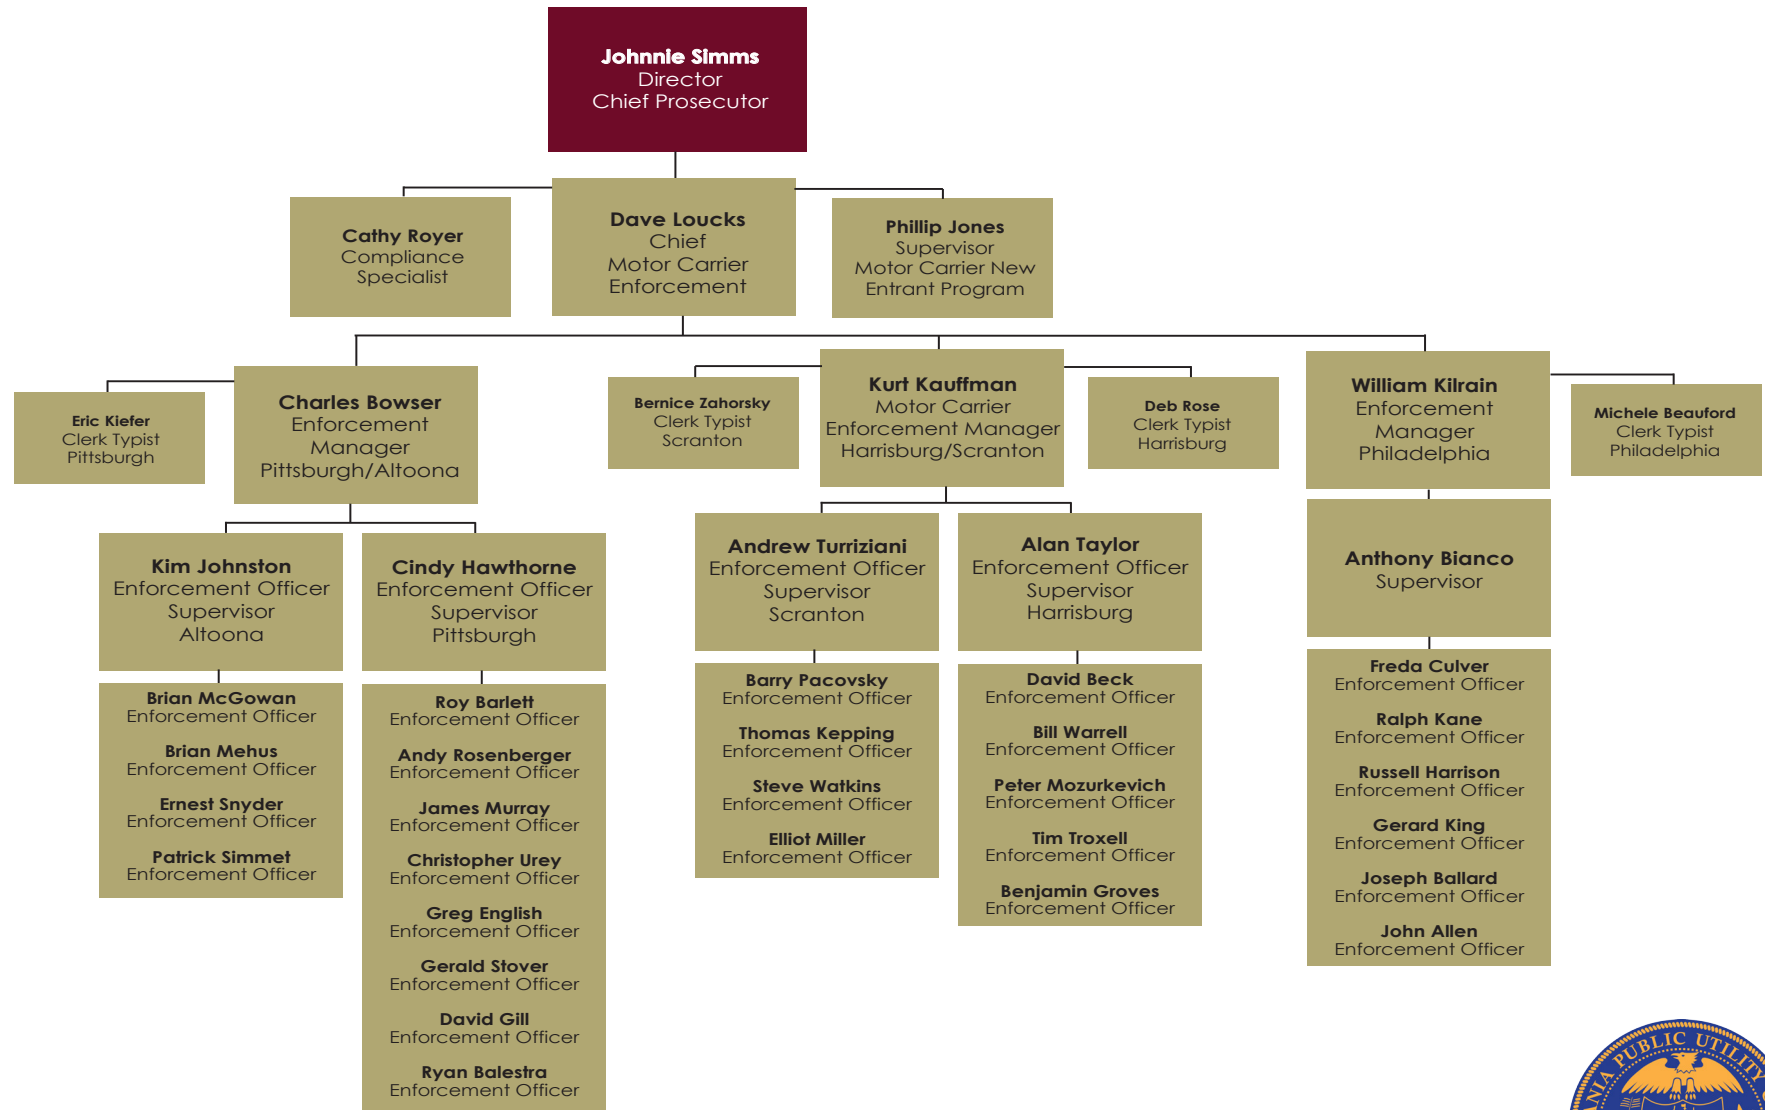 Johnnie Simms
Director
Chief Prosecutor
Cathy Royer
Compliance
Specialist
Dave Loucks
Chief
Motor Carrier
Enforcement
Phillip Jones
Supervisor
Motor Carrier New
Entrant Program
Eric Kiefer
Clerk Typist
Pittsburgh
Charles Bowser
Enforcement
Manager
Pittsburgh/Altoona
Bernice Zahorsky
Clerk Typist
Scranton
Kurt Kauffman
Motor Carrier
Enforcement Manager
Harrisburg/Scranton
Deb Rose
Clerk Typist
Harrisburg
William Kilrain
Enforcement
Manager
Philadelphia
Michele Beauford
Clerk Typist
Philadelphia
Kim Johnston
Enforcement Officer
Supervisor
Altoona
Cindy Hawthorne
Enforcement Officer
Supervisor
Pittsburgh
Andrew Turriziani
Enforcement Officer
Supervisor
Scranton
Alan Taylor
Enforcement Officer
Supervisor
Harrisburg
Anthony Bianco
Supervisor
Brian McGowan
Enforcement Officer
Brian Mehus
Enforcement Officer
Ernest Snyder
Enforcement Officer
Patrick Simmet
Enforcement Officer
Roy Barlett
Enforcement Officer
Andy Rosenberger
Enforcement Officer
James Murray
Enforcement Officer
Christopher Urey
Enforcement Officer
Greg English
Enforcement Officer
Gerald Stover
Enforcement Officer
David Gill
Enforcement Officer
Ryan Balestra
Enforcement Officer
Barry Pacovsky
Enforcement Officer
Thomas Kepping
Enforcement Officer
Steve Watkins
Enforcement Officer
Elliot Miller
Enforcement Officer
David Beck
Enforcement Officer
Bill Warrell
Enforcement Officer
Peter Mozurkevich
Enforcement Officer
Tim Troxell
Enforcement Officer
Benjamin Groves
Enforcement Officer
Freda Culver
Enforcement Officer
Ralph Kane
Enforcement Officer
Russell Harrison
Enforcement Officer
Gerard King
Enforcement Officer
Joseph Ballard
Enforcement Officer
John Allen
Enforcement Officer
NIA PUBLIC UTILITY